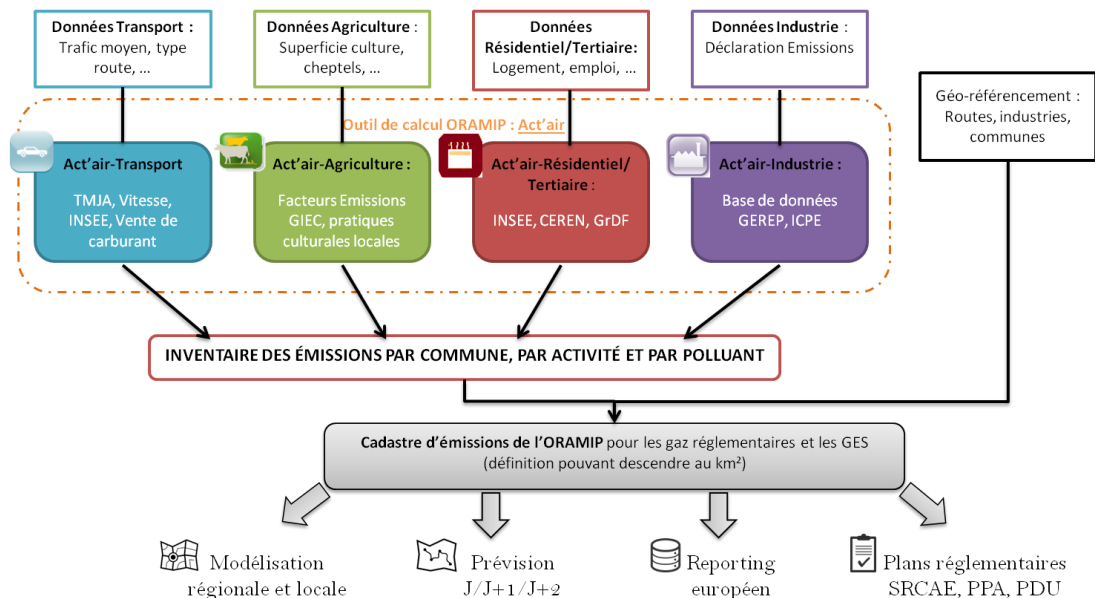 Données Transport :
Trafic moyen, type
route, …
Données Agriculture :
Superficie culture,
cheptels, …
Données
Résidentiel/Tertiaire:
Logement, emploi, …
Données Industrie :
Déclaration Emissions
Géo-référencement :
Routes, industries,
communes
Outil de calcul ORAMIP : Act'air
Act'air-Transport
TMJA, Vitesse,
INSEE, Vente de
carburant
Act'air-Agriculture :
Facteurs Emissions
GIEC, pratiques
culturales locales
Act'air-Résidentiel/
Tertiaire :
INSEE, CEREN, GrDF
Act'air-Industrie :
Base de données
GEREP, ICPE
INVENTAIRE DES ÉMISSIONS PAR COMMUNE, PAR ACTIVITÉ ET PAR POLLUANT
Cadastre d'émissions de l'ORAMIP pour les gaz réglementaires et les GES
(définition pouvant descendre au km²)
Modélisation
régionale et locale
Prévision
J/J+1/J+2
Reporting
européen
Plans réglementaires
SRCAE, PPA, PDU